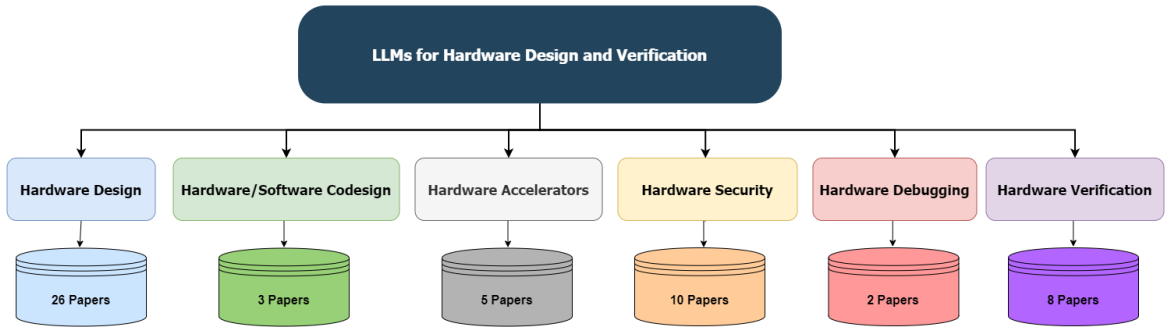 LLMs for Hardware Design and Verification
Hardware Design
Hardware/Software Codesign
Hardware Accelerators
Hardware Security
Hardware Debugging
Hardware Verification
26 Papers
3 Papers
5 Papers
10 Papers
2 Papers
8 Papers